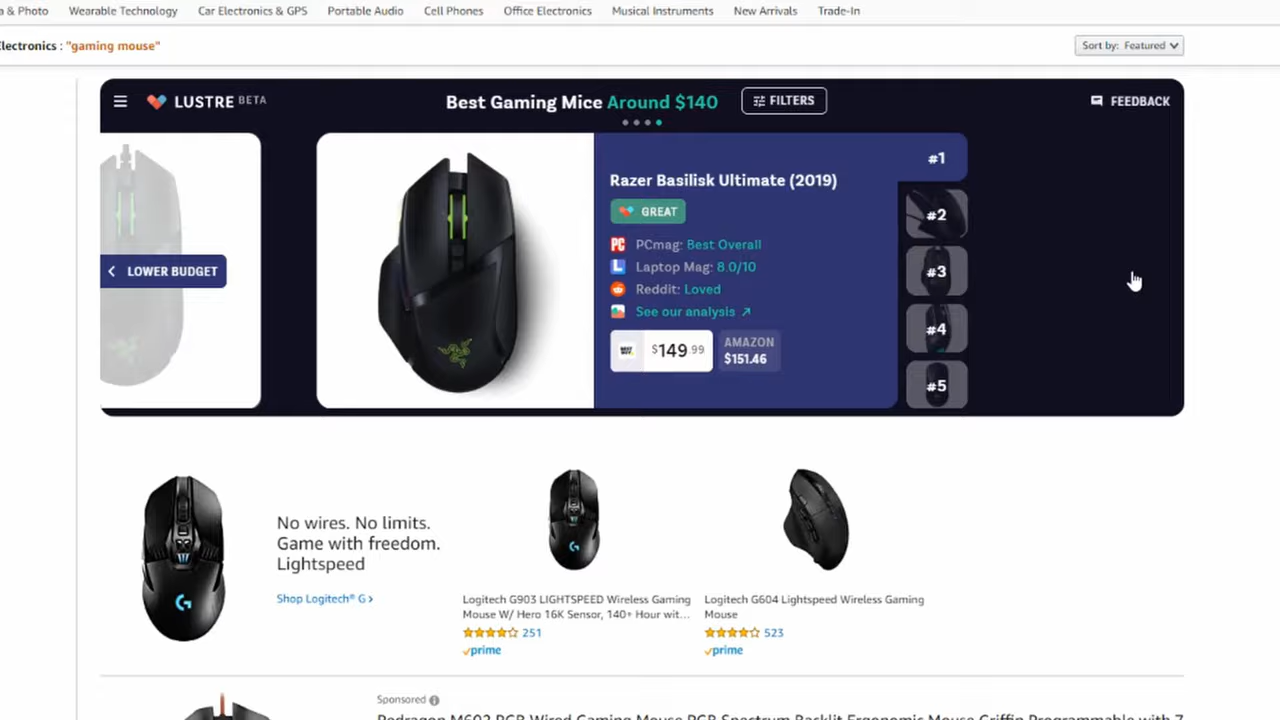 a & Photo Wearable Technology Car Electronics & GPS Portable Audio Cell Phones Office Electronics Musical Instruments New Arrivals Trade-In
Electronics : "gaming mouse"
Sort by: Featured
LUSTRE BETA
Best Gaming Mice Around $140
FILTERS
FEEDBACK
LOWER BUDGET
Razer Basilisk Ultimate (2019)
GREAT
PCmag: Best Overall
Laptop Mag: 8.0/10
Reddit: Loved
See our analysis
$149.99
AMAZON
$151.46
#1
#2
#3
#4
#5
No wires. No limits.
Game with freedom.
Lightspeed
Shop Logitech® G ›
Logitech G903 LIGHTSPEED Wireless Gaming
Mouse W/ Hero 16K Sensor, 140+ Hour wit...
251
prime
Logitech G604 Lightspeed Wireless Gaming
Mouse
523
prime
Sponsored
Redragon M602 RGB Wired Gaming Mouse RGB Spectrum Backlit Ergonomic Mouse Griffin Programmable with 7